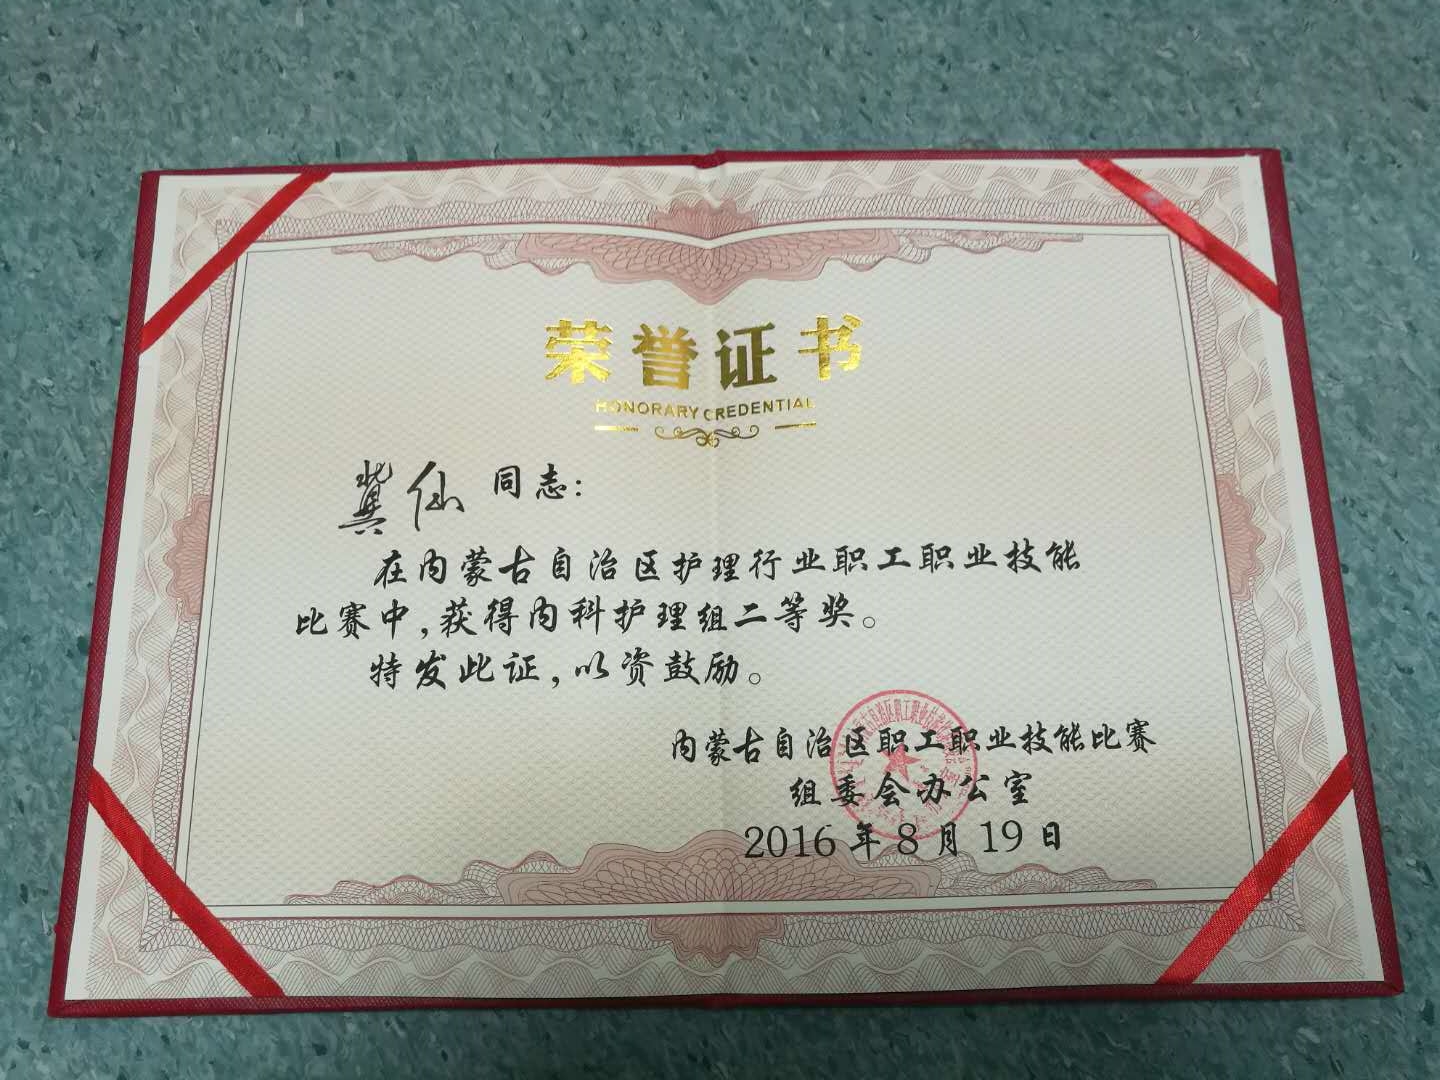 荣誉证书
HONORARY CREDENTIAL
冀仙 同志:
在内蒙古自治区护理行业职工职业技能
比赛中,获得内科护理组二等奖。
特发此证,以资鼓励。
内蒙古自治区职工职业技能比赛
组委会办公室
2016年8月19日